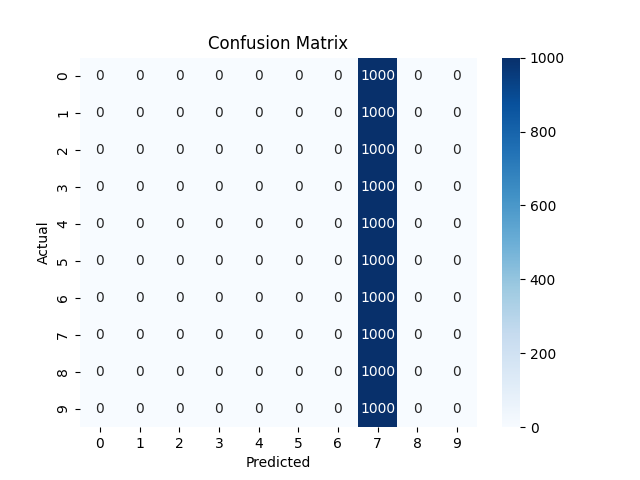 Confusion Matrix
0 0 0 0 0 0 0 0 1000 0 0
1 0 0 0 0 0 0 0 1000 0 0
2 0 0 0 0 0 0 0 1000 0 0
3 0 0 0 0 0 0 0 1000 0 0
4 0 0 0 0 0 0 0 1000 0 0
5 0 0 0 0 0 0 0 1000 0 0
6 0 0 0 0 0 0 0 1000 0 0
7 0 0 0 0 0 0 0 1000 0 0
8 0 0 0 0 0 0 0 1000 0 0
9 0 0 0 0 0 0 0 1000 0 0
0 1 2 3 4 5 6 7 8 9
Predicted
Actual
1000
800
600
400
200
0